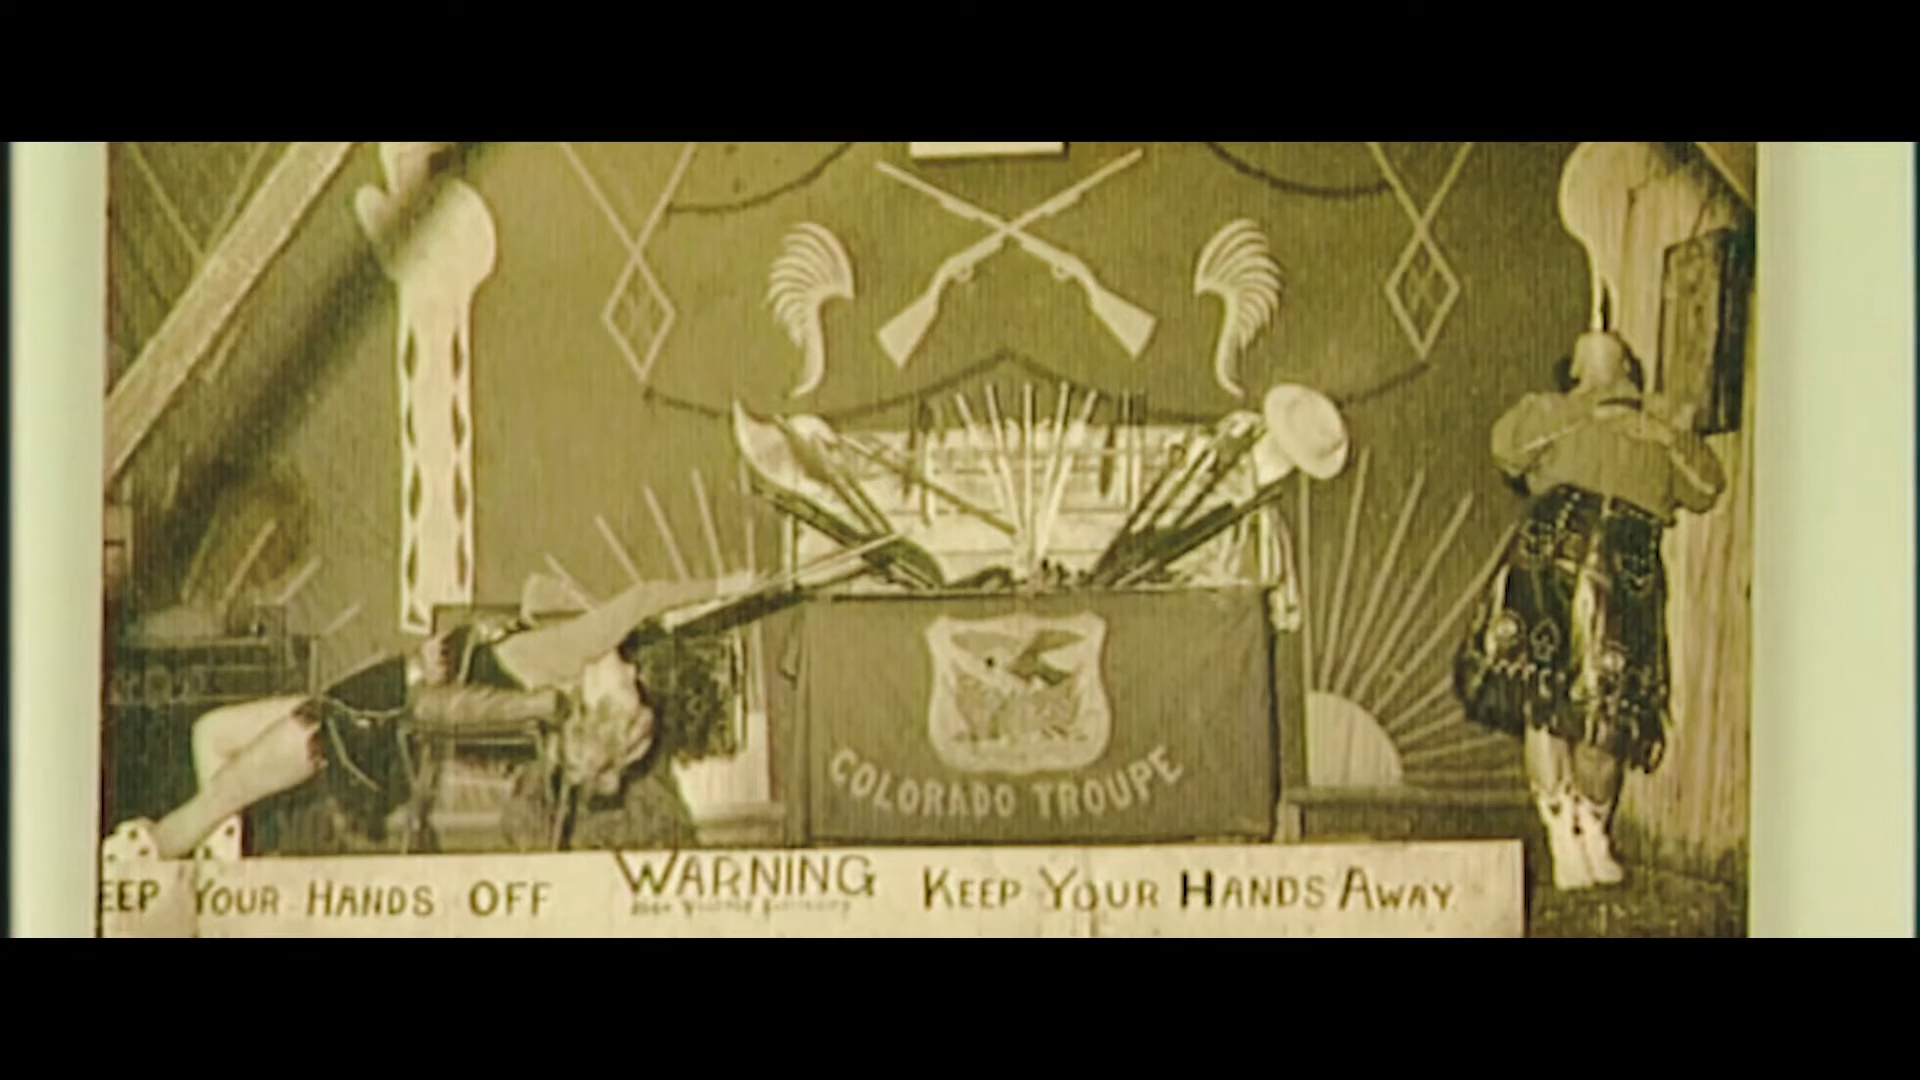 COLORADO TROUPE
EEP YOUR HANDS OFF
WARNING
KEEP YOUR HANDS AWAY